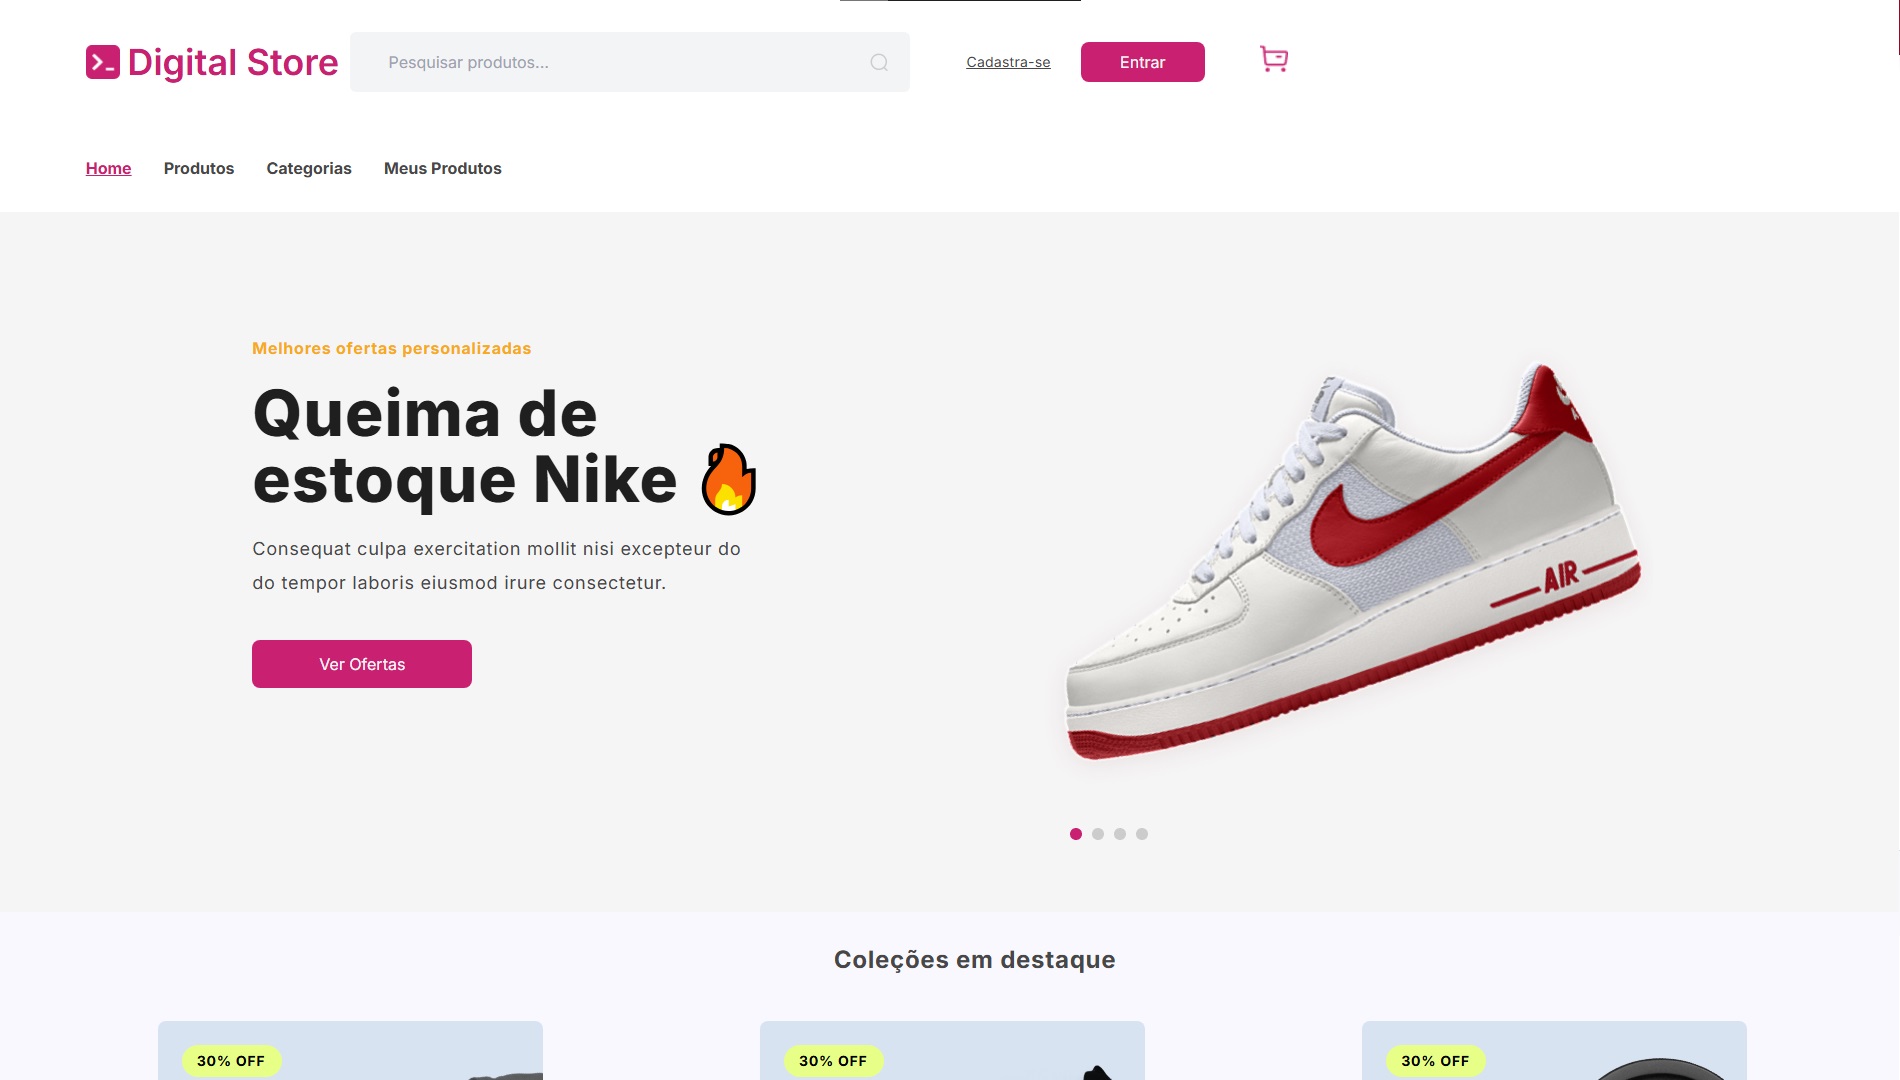 Digital Store
Pesquisar produtos...
Cadastra-se
Entrar
Home
Produtos
Categorias
Meus Produtos
Melhores ofertas personalizadas
Queima de
estoque Nike
Consequat culpa exercitation mollit nisi excepteur do
do tempor laboris eiusmod irure consectetur.
Ver Ofertas
AIR
Coleções em destaque
30% OFF
30% OFF
30% OFF